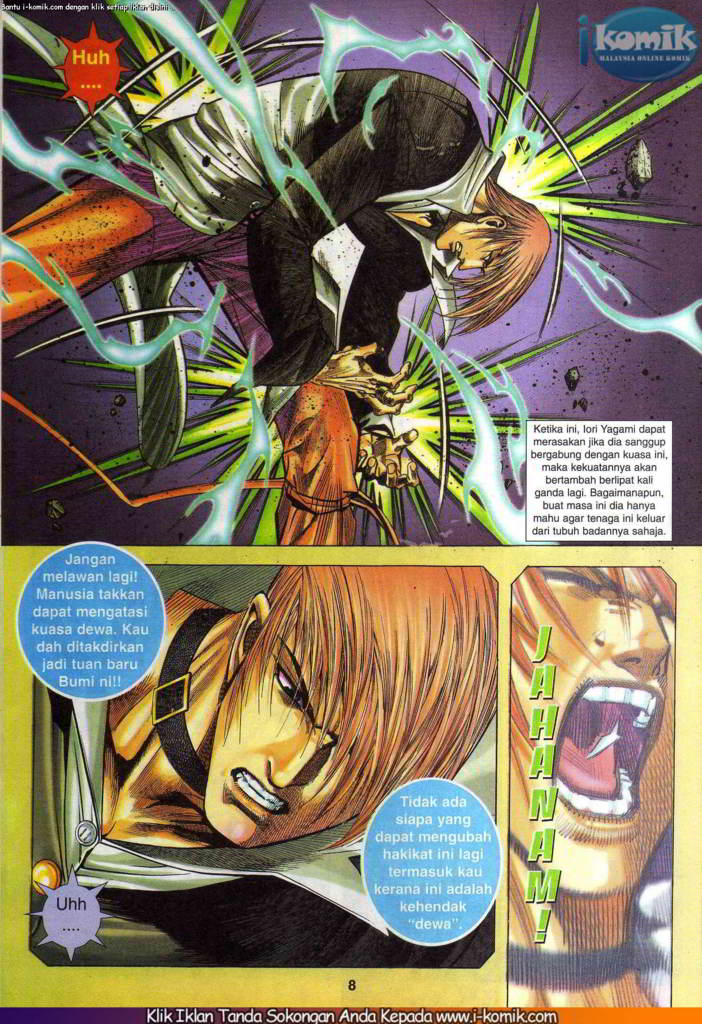 Bantu i-komik.com dengan klik setiap iklan disini ...
i komik
MALAYSIA ONLINE KOMIK
Huh
....
Ketika ini, Iori Yagami dapat
merasakan jika dia sanggup
bergabung dengan kuasa ini,
maka kekuatannya akan
bertambah berlipat kali
ganda lagi. Bagaimanapun,
buat masa ini dia hanya
mahu agar tenaga ini keluar
dari tubuh badannya sahaja.
Jangan
melawan lagi!
Manusia takkan
dapat mengatasi
kuasa dewa. Kau
dah ditakdirkan
jadi tuan baru
Bumi ni!!
Tidak ada
siapa yang
dapat mengubah
hakikat ini lagi
termasuk kau
kerana ini adalah
kehendak
“dewa”.
Uhh
....
JAHANAM!
8
Klik Iklan Tanda Sokongan Anda Kepada www.i-komik.com